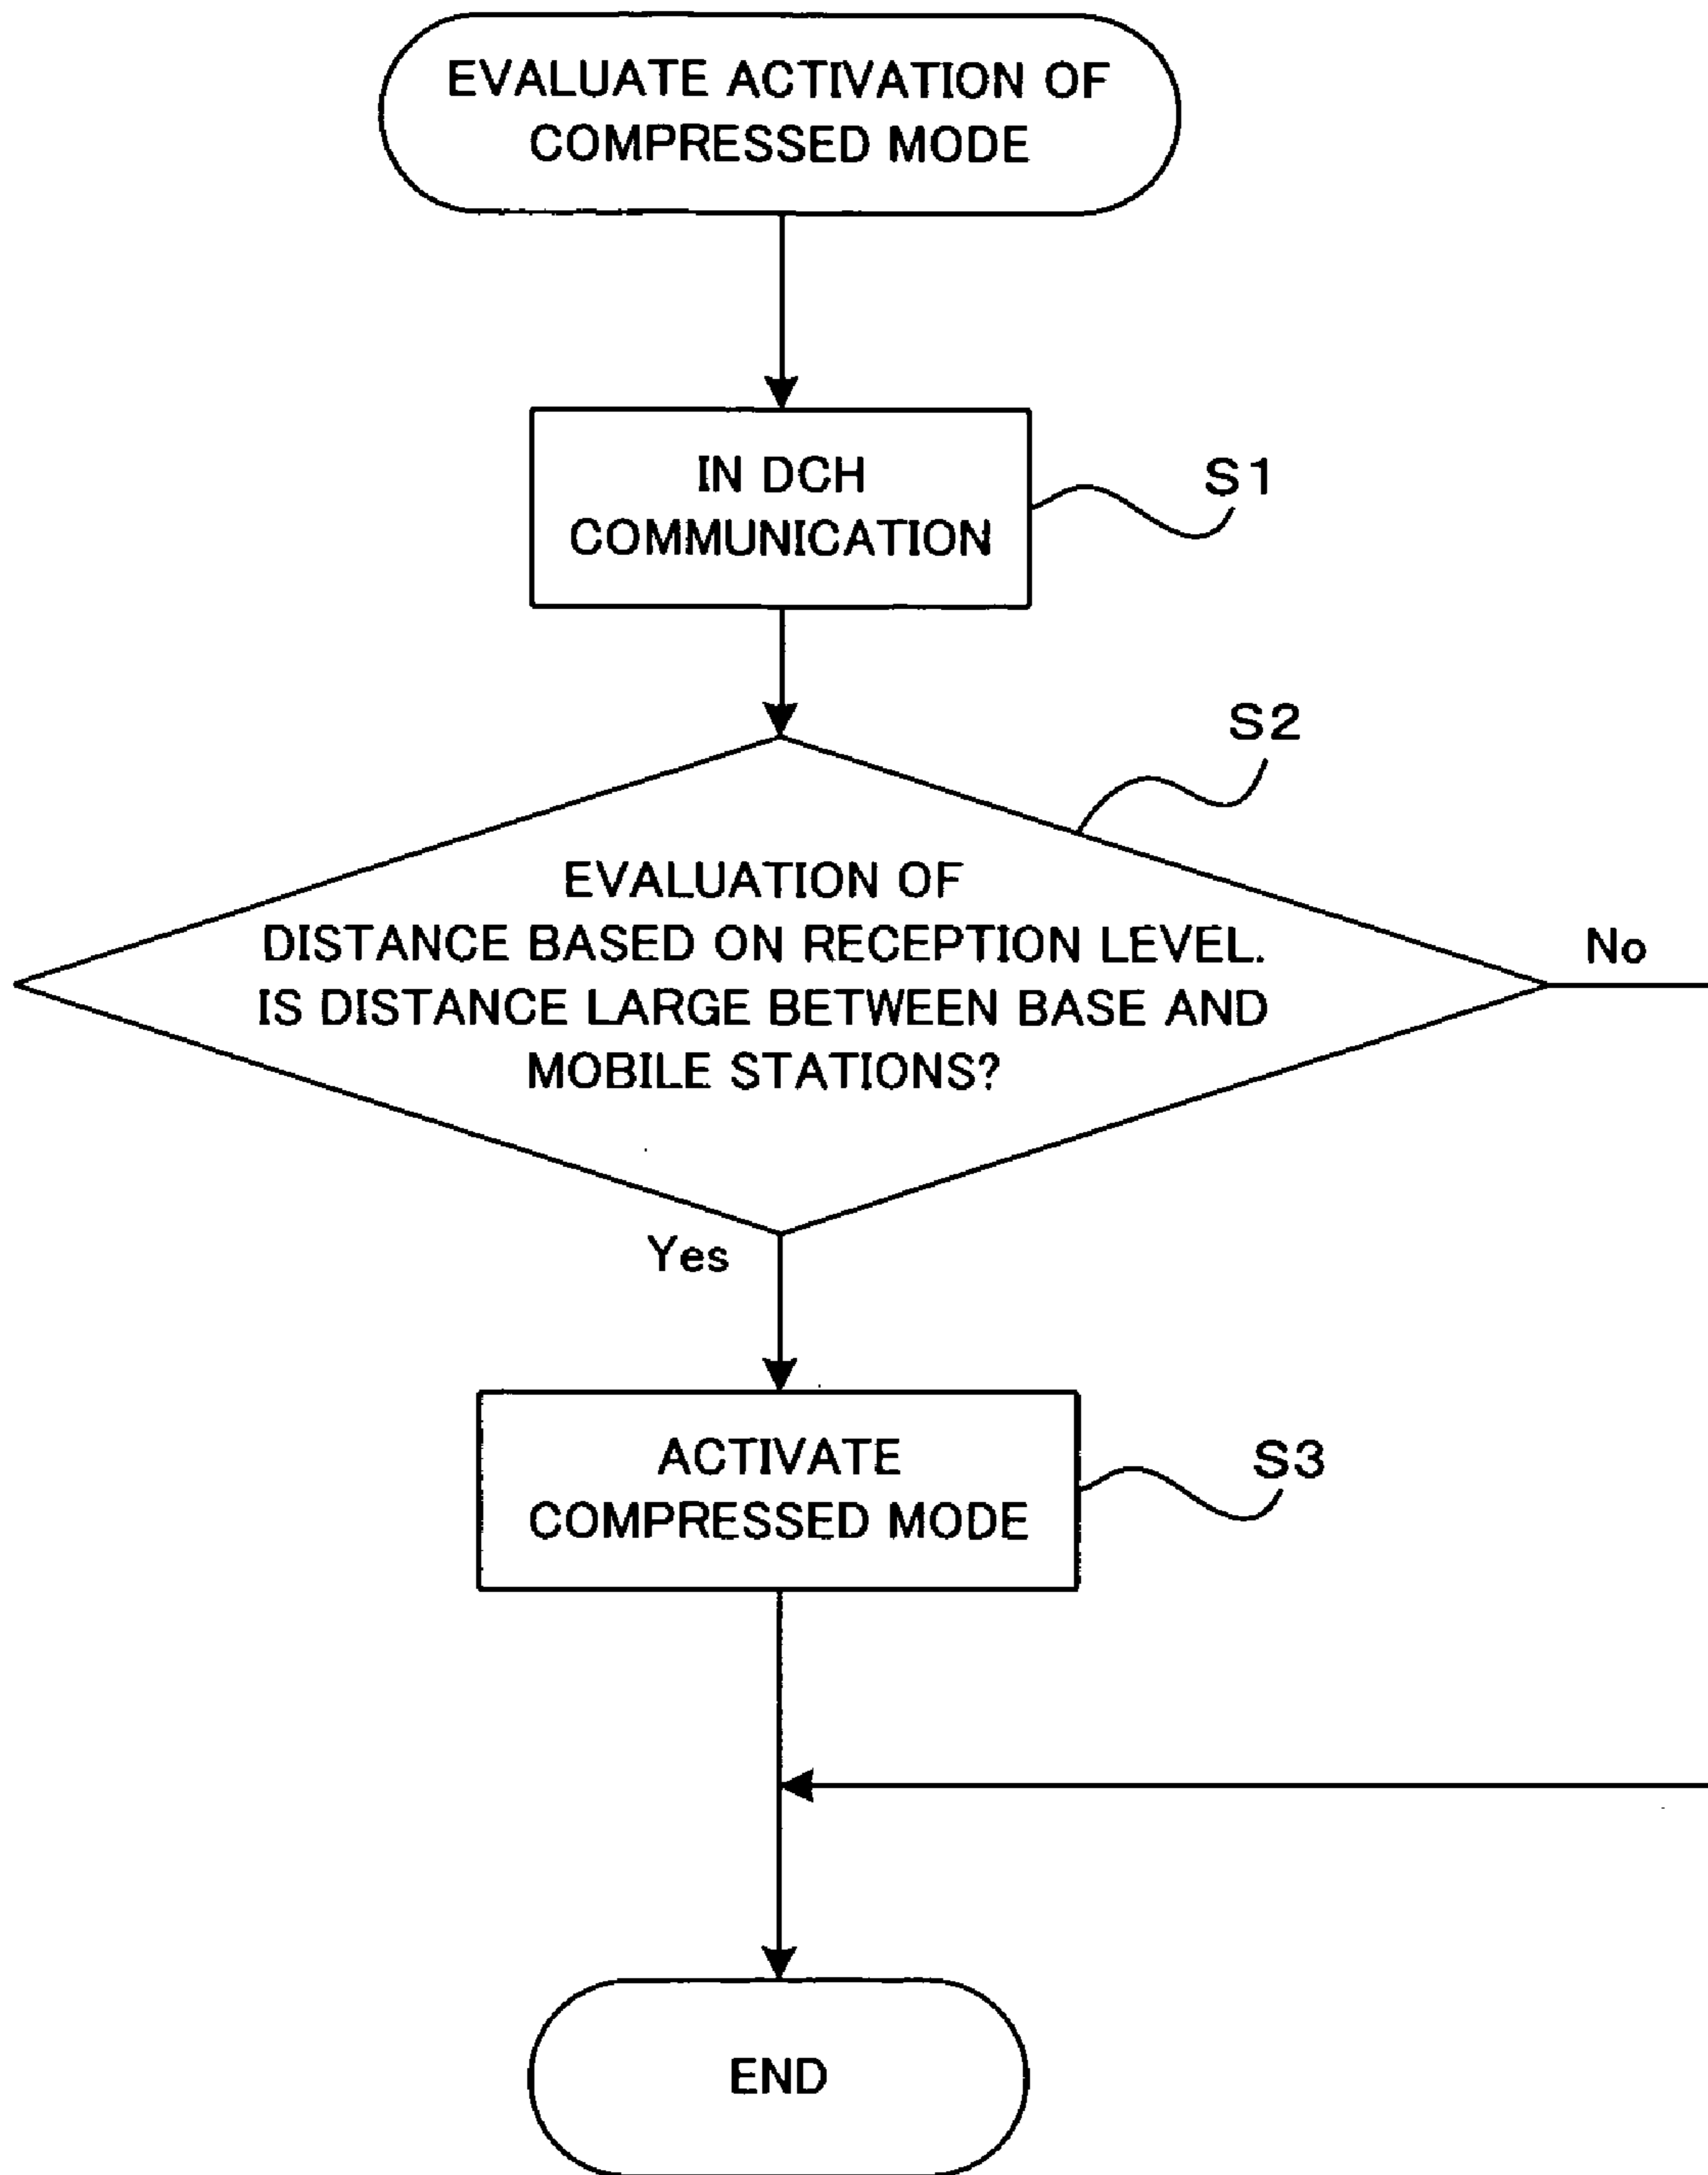 EVALUATE ACTIVATION OF
COMPRESSED MODE
IN DCH
COMMUNICATION
S1
S2
EVALUATION OF
DISTANCE BASED ON RECEPTION LEVEL.
IS DISTANCE LARGE BETWEEN BASE AND
MOBILE STATIONS?
No
Yes
ACTIVATE
COMPRESSED MODE
S3
END